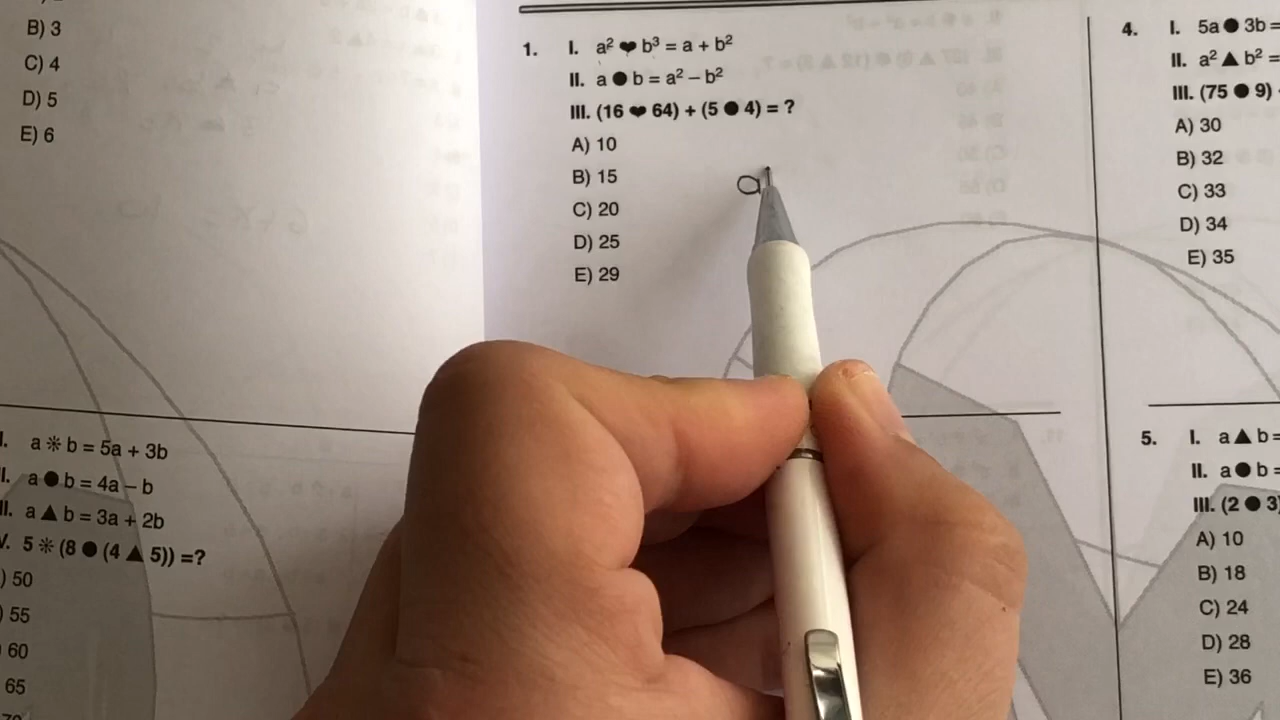 B) 3
C) 4
D) 5
E) 6
I. a ✳ b = 5a + 3b
I. a ● b = 4a – b
II. a ▲ b = 3a + 2b
V. 5 ✳ (8 ● (4 ▲ 5)) = ?
) 50
) 55
60
65
1. I. a² ❤ b³ = a + b²
II. a ● b = a² – b²
III. (16 ❤ 64) + (5 ● 4) = ?
A) 10
B) 15
C) 20
D) 25
E) 29
a
4. I. 5a ● 3b =
II. a² ▲ b² =
III. (75 ● 9)
A) 30
B) 32
C) 33
D) 34
E) 35
5. I. a ▲ b =
II. a ● b =
III. (2 ● 3)
A) 10
B) 18
C) 24
D) 28
E) 36